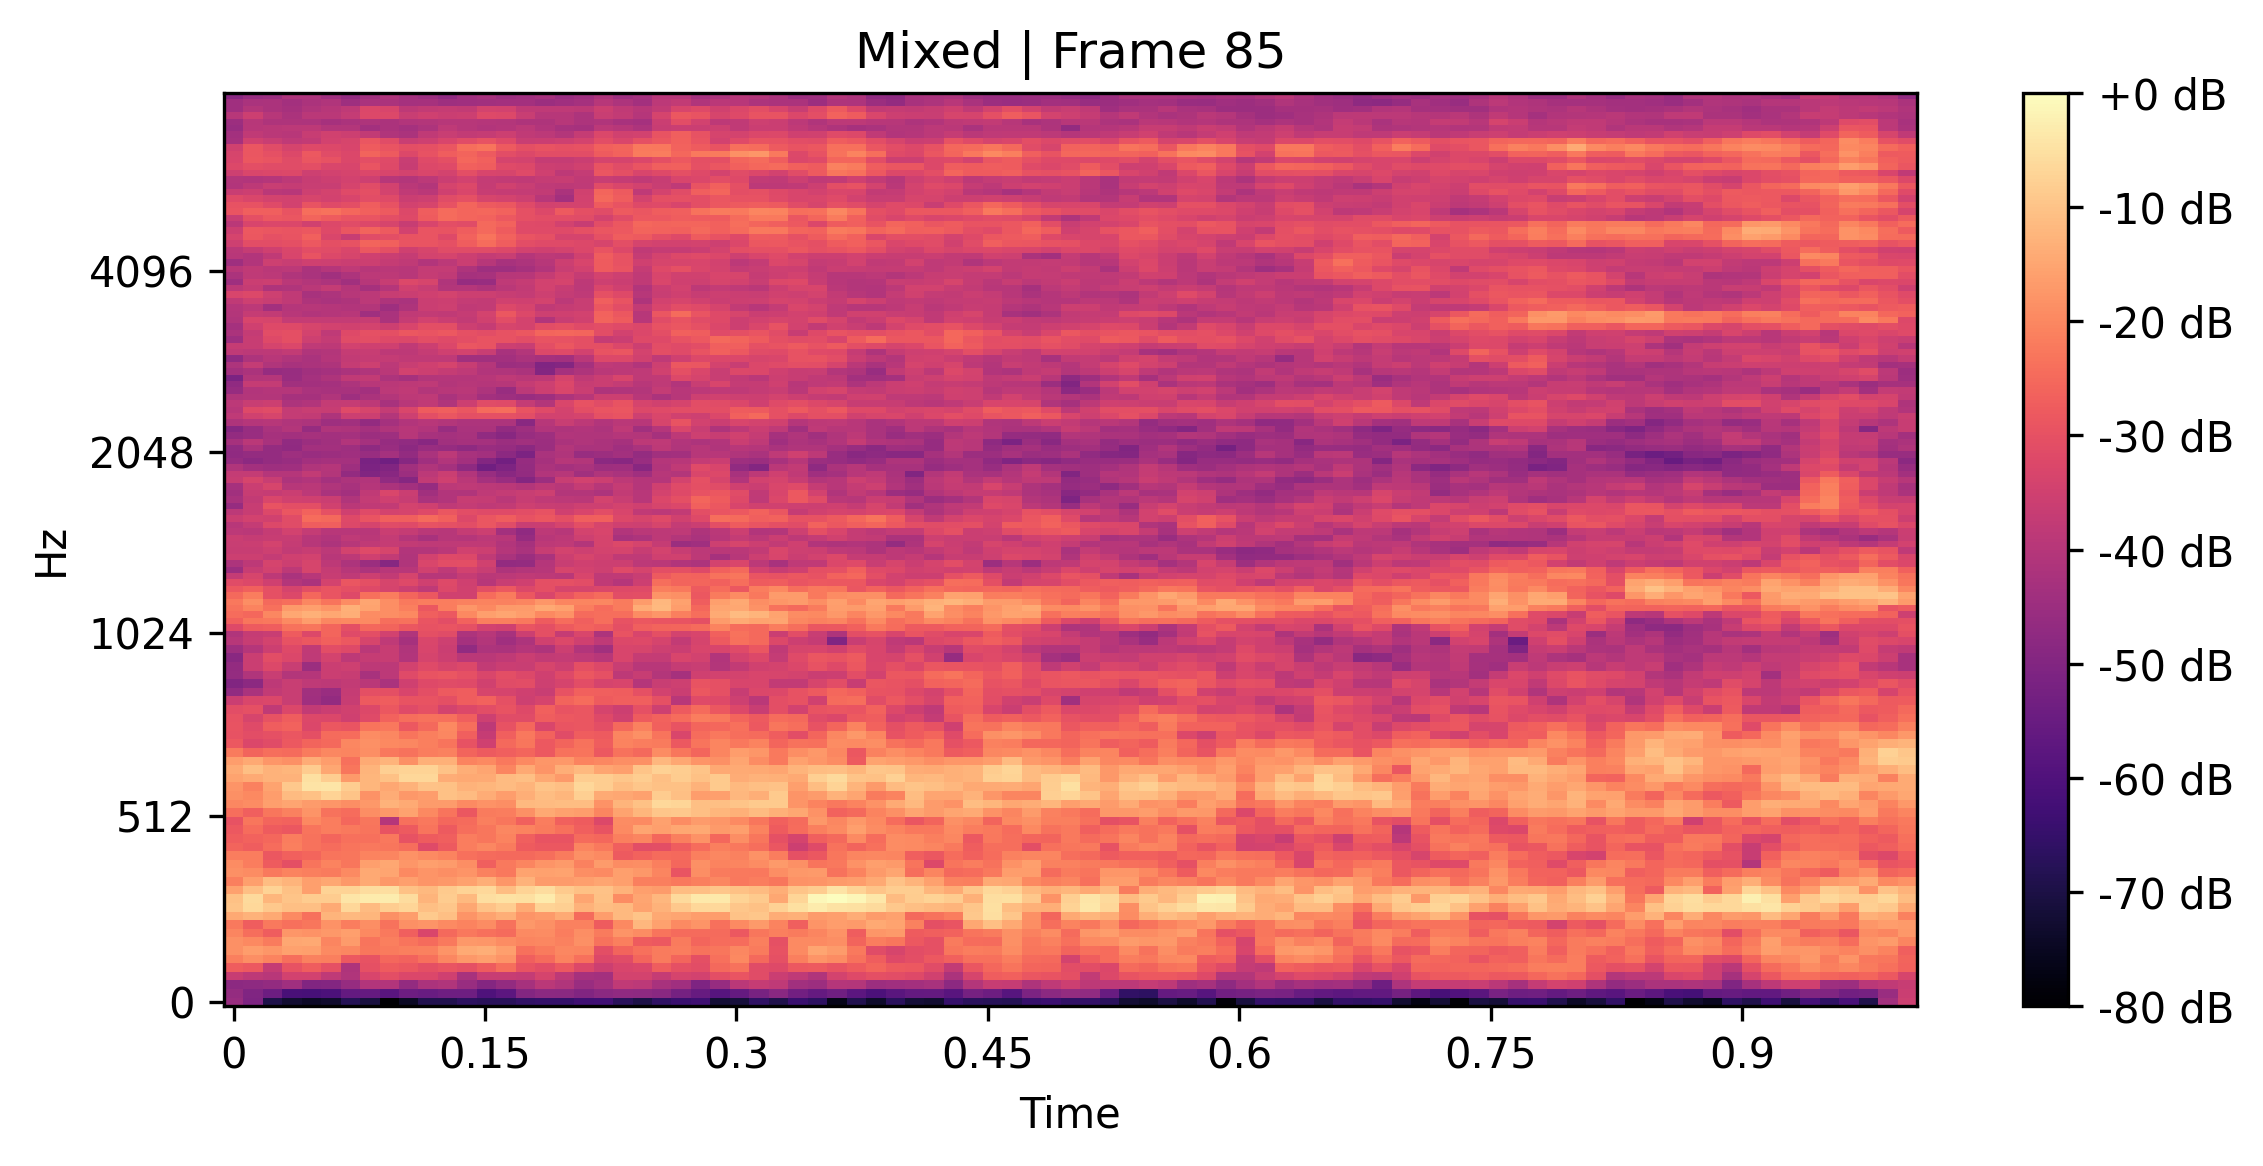 Mixed | Frame 85
+0 dB
-10 dB
-20 dB
-30 dB
-40 dB
-50 dB
-60 dB
-70 dB
-80 dB
4096
2048
1024
512
0
Hz
0
0.15
0.3
0.45
0.6
0.75
0.9
Time